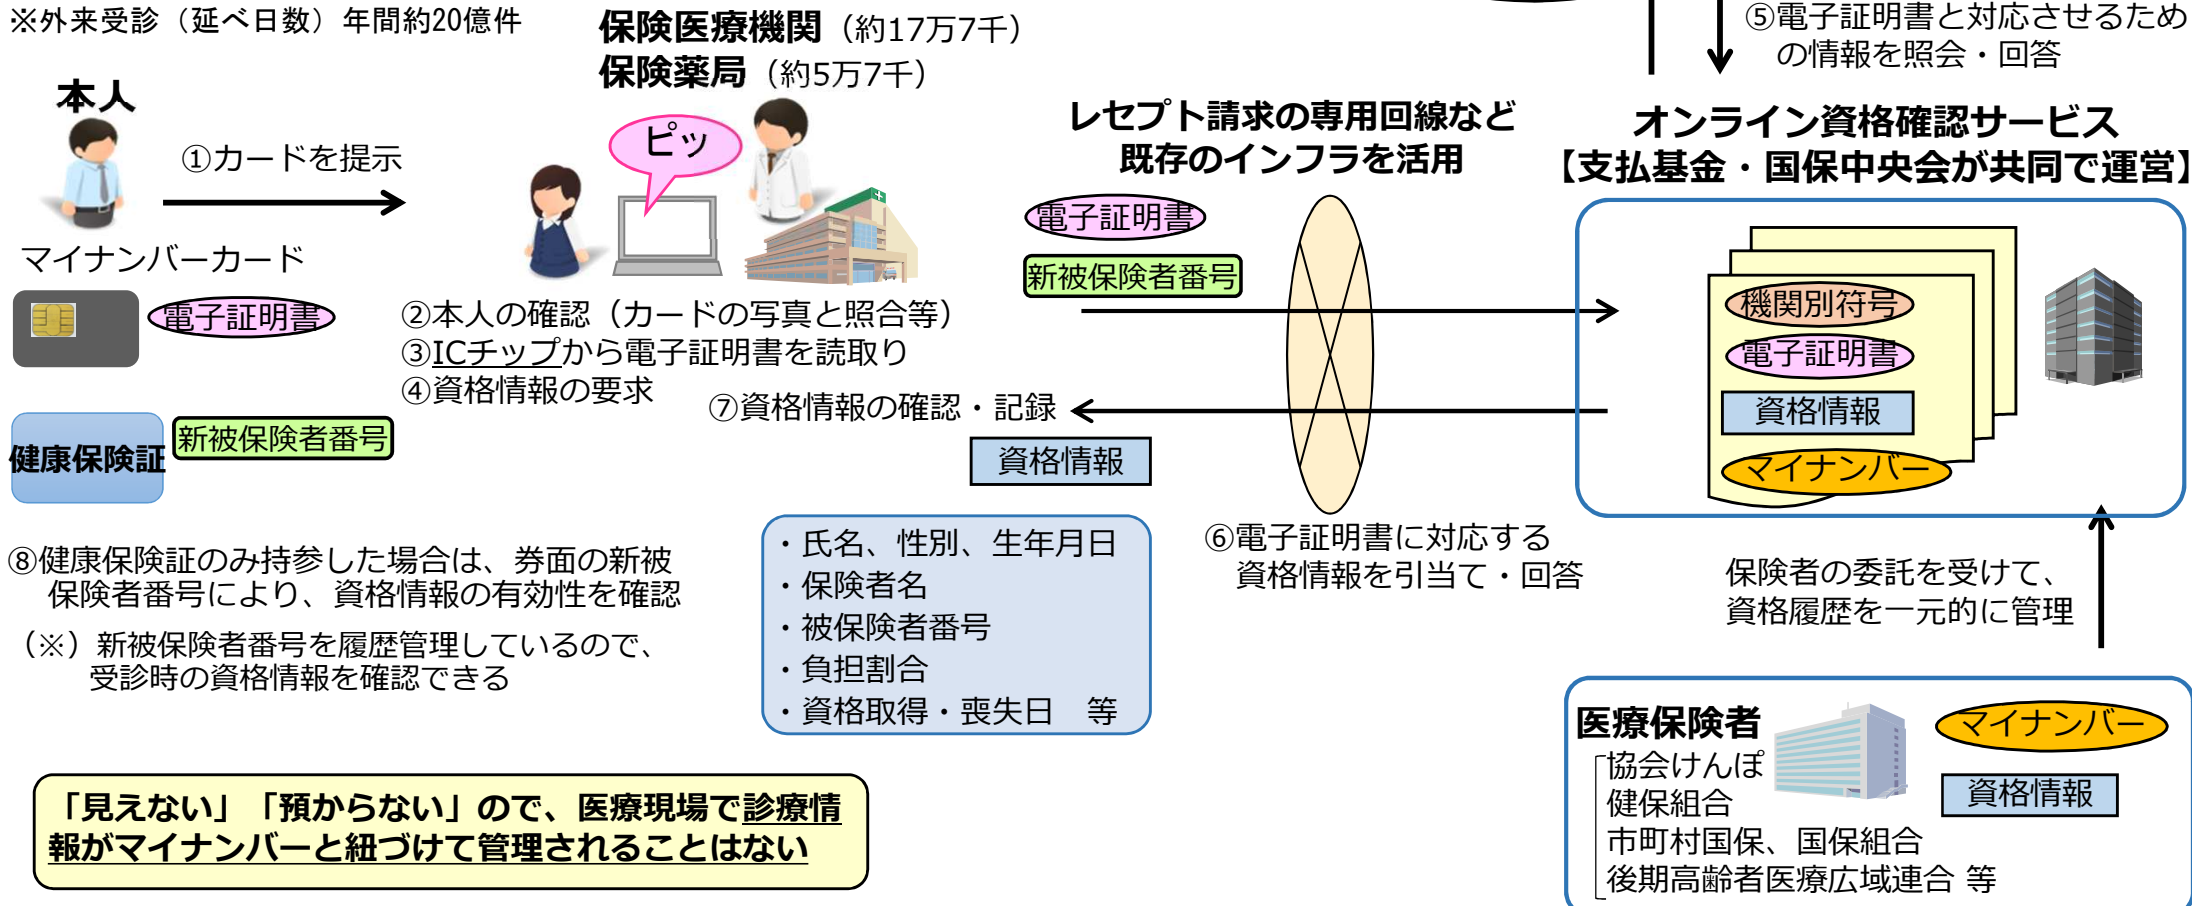 ※外来受診（延べ日数）年間約20億件
保険医療機関（約17万7千）
保険薬局（約5万7千）
⑤電子証明書と対応させるため
の情報を照会・回答
本人
①カードを提示
ピッ
レセプト請求の専用回線など
既存のインフラを活用
オンライン資格確認サービス
【支払基金・国保中央会が共同で運営】
マイナンバーカード
電子証明書
②本人の確認（カードの写真と照合等）
③ICチップから電子証明書を読取り
④資格情報の要求
電子証明書
新被保険者番号
機関別符号
電子証明書
資格情報
マイナンバー
⑦資格情報の確認・記録
資格情報
健康保険証
新被保険者番号
⑧健康保険証のみ持参した場合は、券面の新被
保険者番号により、資格情報の有効性を確認
（※）新被保険者番号を履歴管理しているので、
受診時の資格情報を確認できる
・氏名、性別、生年月日
・保険者名
・被保険者番号
・負担割合
・資格取得・喪失日　等
⑥電子証明書に対応する
資格情報を引当て・回答
保険者の委託を受けて、
資格履歴を一元的に管理
「見えない」「預からない」ので、医療現場で診療情
報がマイナンバーと紐づけて管理されることはない
医療保険者
協会けんぽ
健保組合
市町村国保、国保組合
後期高齢者医療広域連合 等
マイナンバー
資格情報